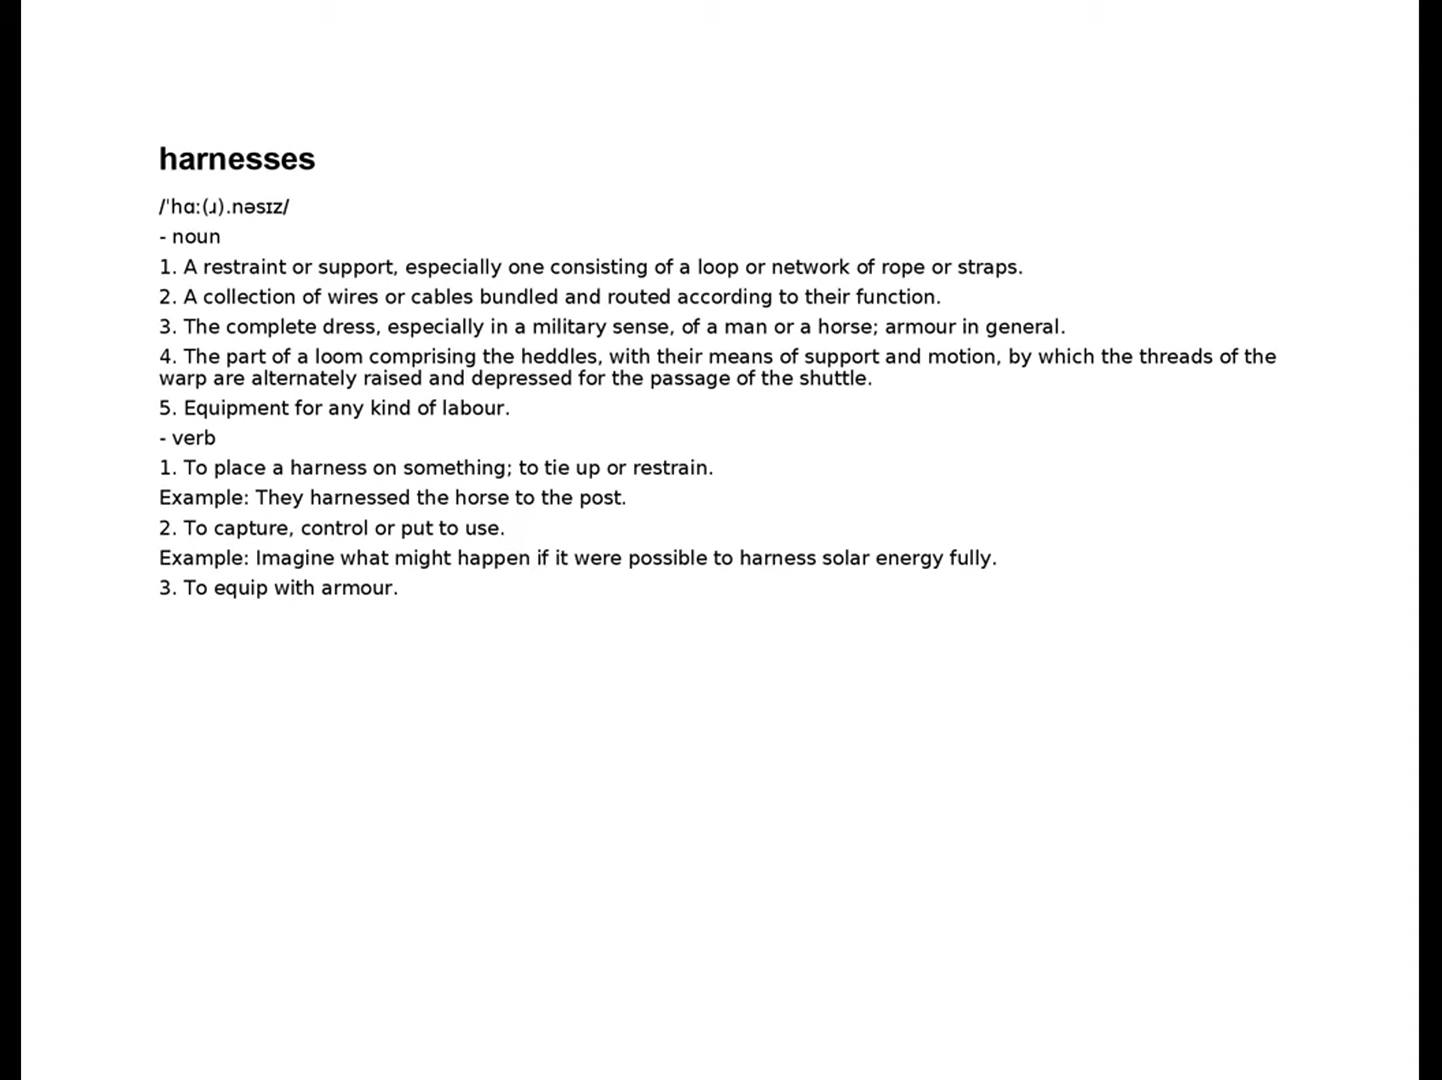 harnesses
/ˈhɑː(ɹ).nəsɪz/
- noun
1. A restraint or support, especially one consisting of a loop or network of rope or straps.
2. A collection of wires or cables bundled and routed according to their function.
3. The complete dress, especially in a military sense, of a man or a horse; armour in general.
4. The part of a loom comprising the heddles, with their means of support and motion, by which the threads of the
warp are alternately raised and depressed for the passage of the shuttle.
5. Equipment for any kind of labour.
- verb
1. To place a harness on something; to tie up or restrain.
Example: They harnessed the horse to the post.
2. To capture, control or put to use.
Example: Imagine what might happen if it were possible to harness solar energy fully.
3. To equip with armour.